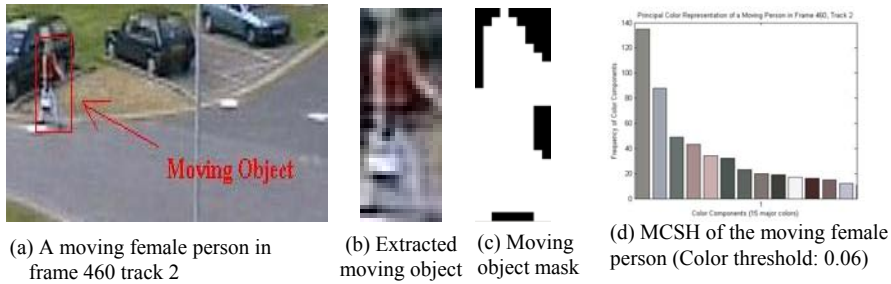 Moving Object
Principal Color Representation of a Moving Person in Frame 460, Track 2
Frequency of Color Components
140
120
100
80
60
40
20
0
1
Color Components (15 major colors)
(a) A moving female person in
frame 460 track 2
(b) Extracted
moving object
(c) Moving
object mask
(d) MCSH of the moving female
person (Color threshold: 0.06)